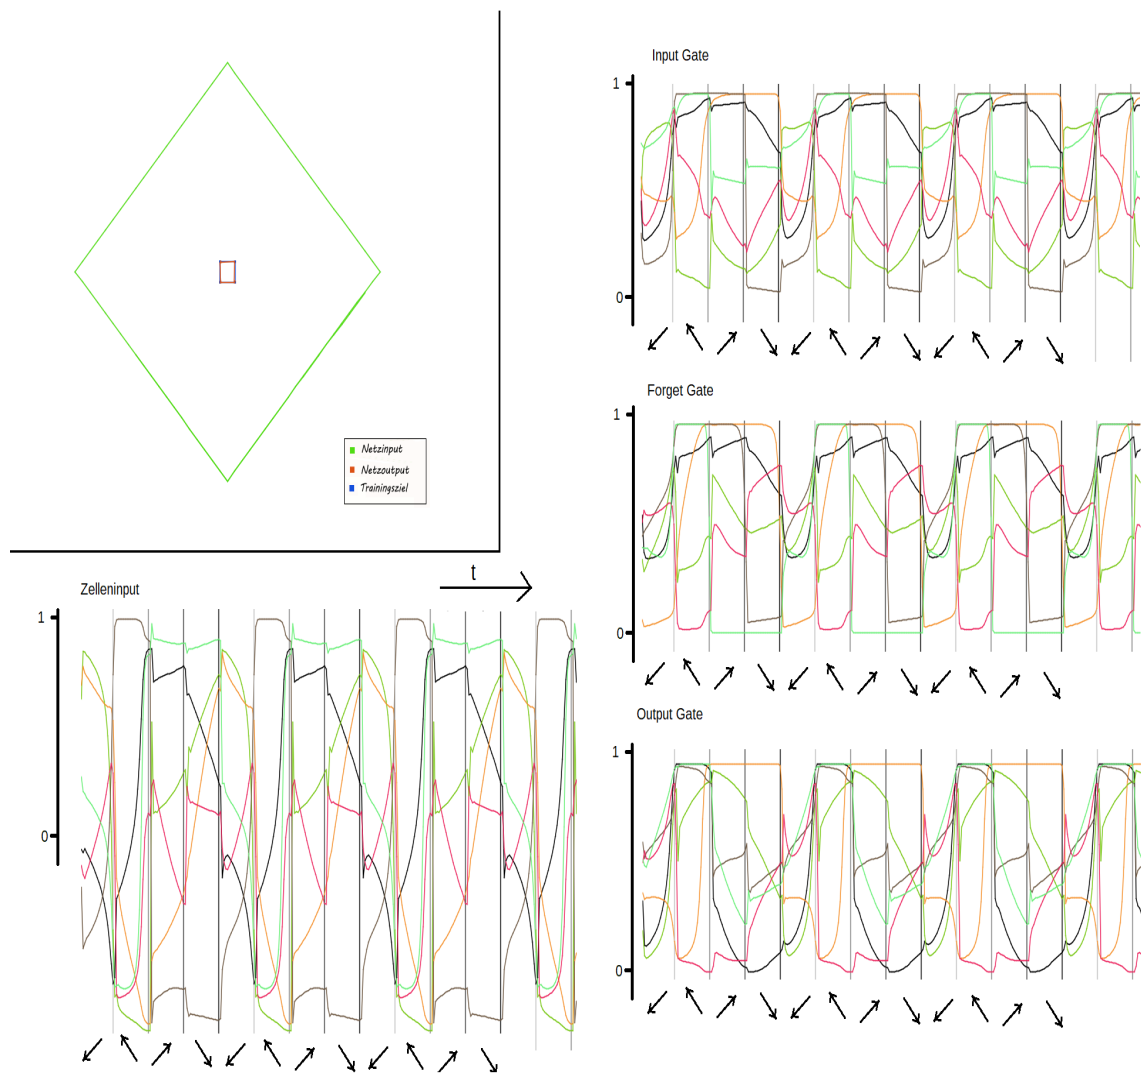 Input Gate
1
0
Forget Gate
1
0
Netzinput
Netzoutput
Trainingsziel
t
Zelleninput
1
0
Output Gate
1
0